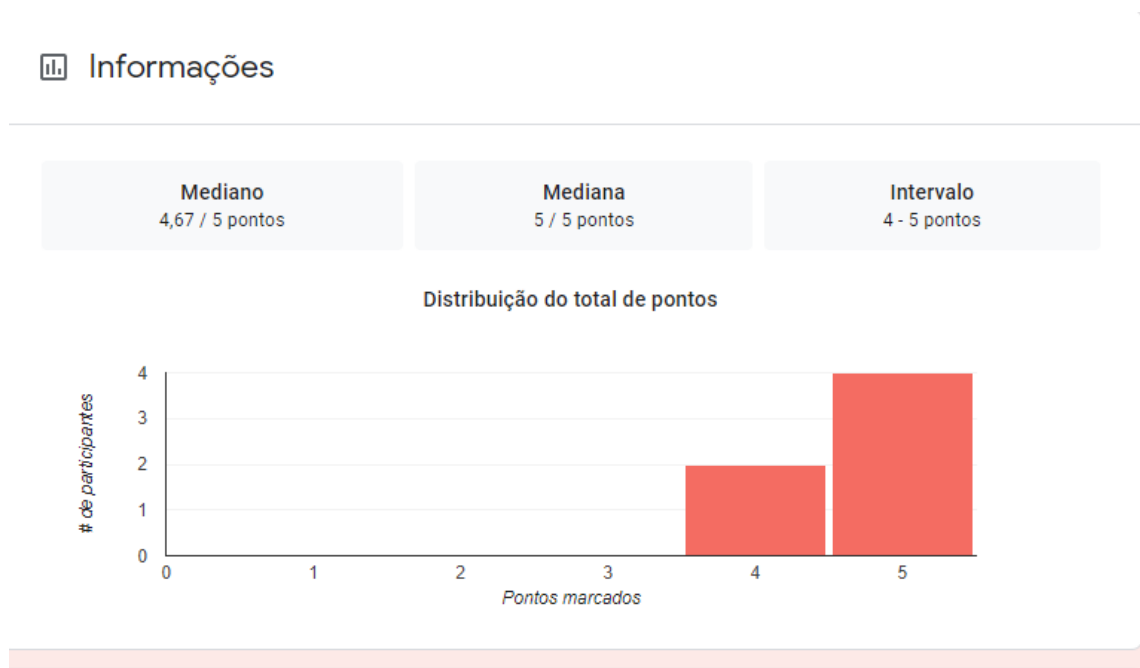 Informações
Mediano
4,67 / 5 pontos
Mediana
5 / 5 pontos
Intervalo
4 - 5 pontos
Distribuição do total de pontos
# de participantes
4
3
2
1
0
0 1 2 3 4 5
Pontos marcados